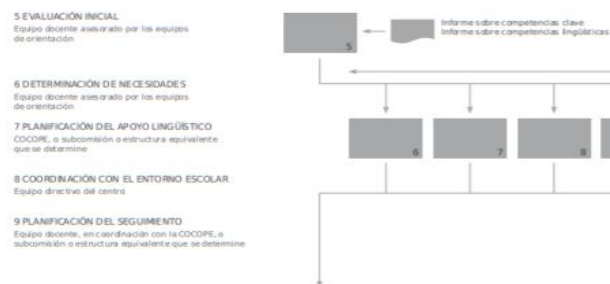 5 EVALUACIÓN INICIAL
Equipo docente asesorado por los equipos
de orientación
6 DETERMINACIÓN DE NECESIDADES
Equipo docente asesorado por los equipos
de orientación
7 PLANIFICACIÓN DEL APOYO LINGÜÍSTICO
COCOPE, o subcomisión o estructura equivalente
que se determine
8 COORDINACIÓN CON EL ENTORNO ESCOLAR
Equipo directivo del centro
9 PLANIFICACIÓN DEL SEGUIMIENTO
Equipo docente, en coordinación con la COCOPE, o
subcomisión o estructura equivalente que se determine
5
Informe sobre competencias clave
Informe sobre competencias lingüísticas
6
7
8